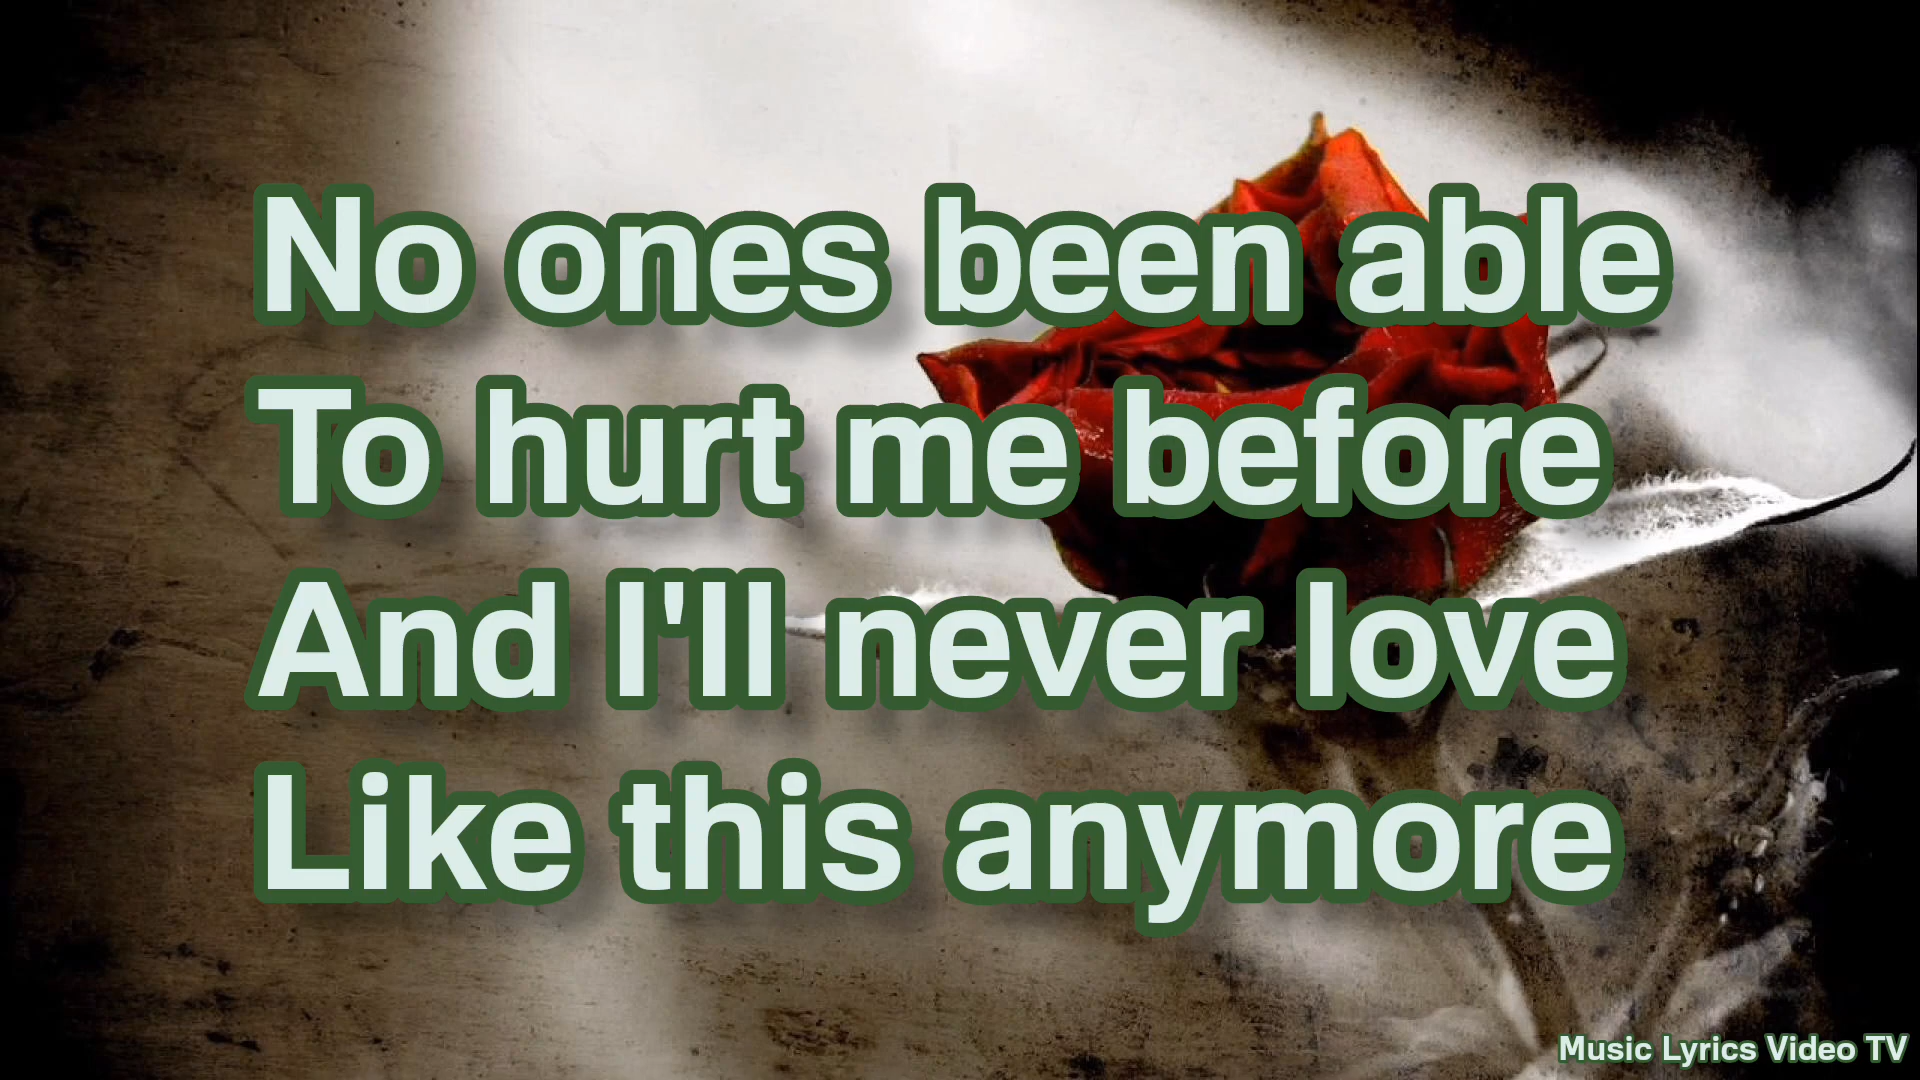 No ones been able
To hurt me before
And I'll never love
Like this anymore
Music Lyrics Video TV